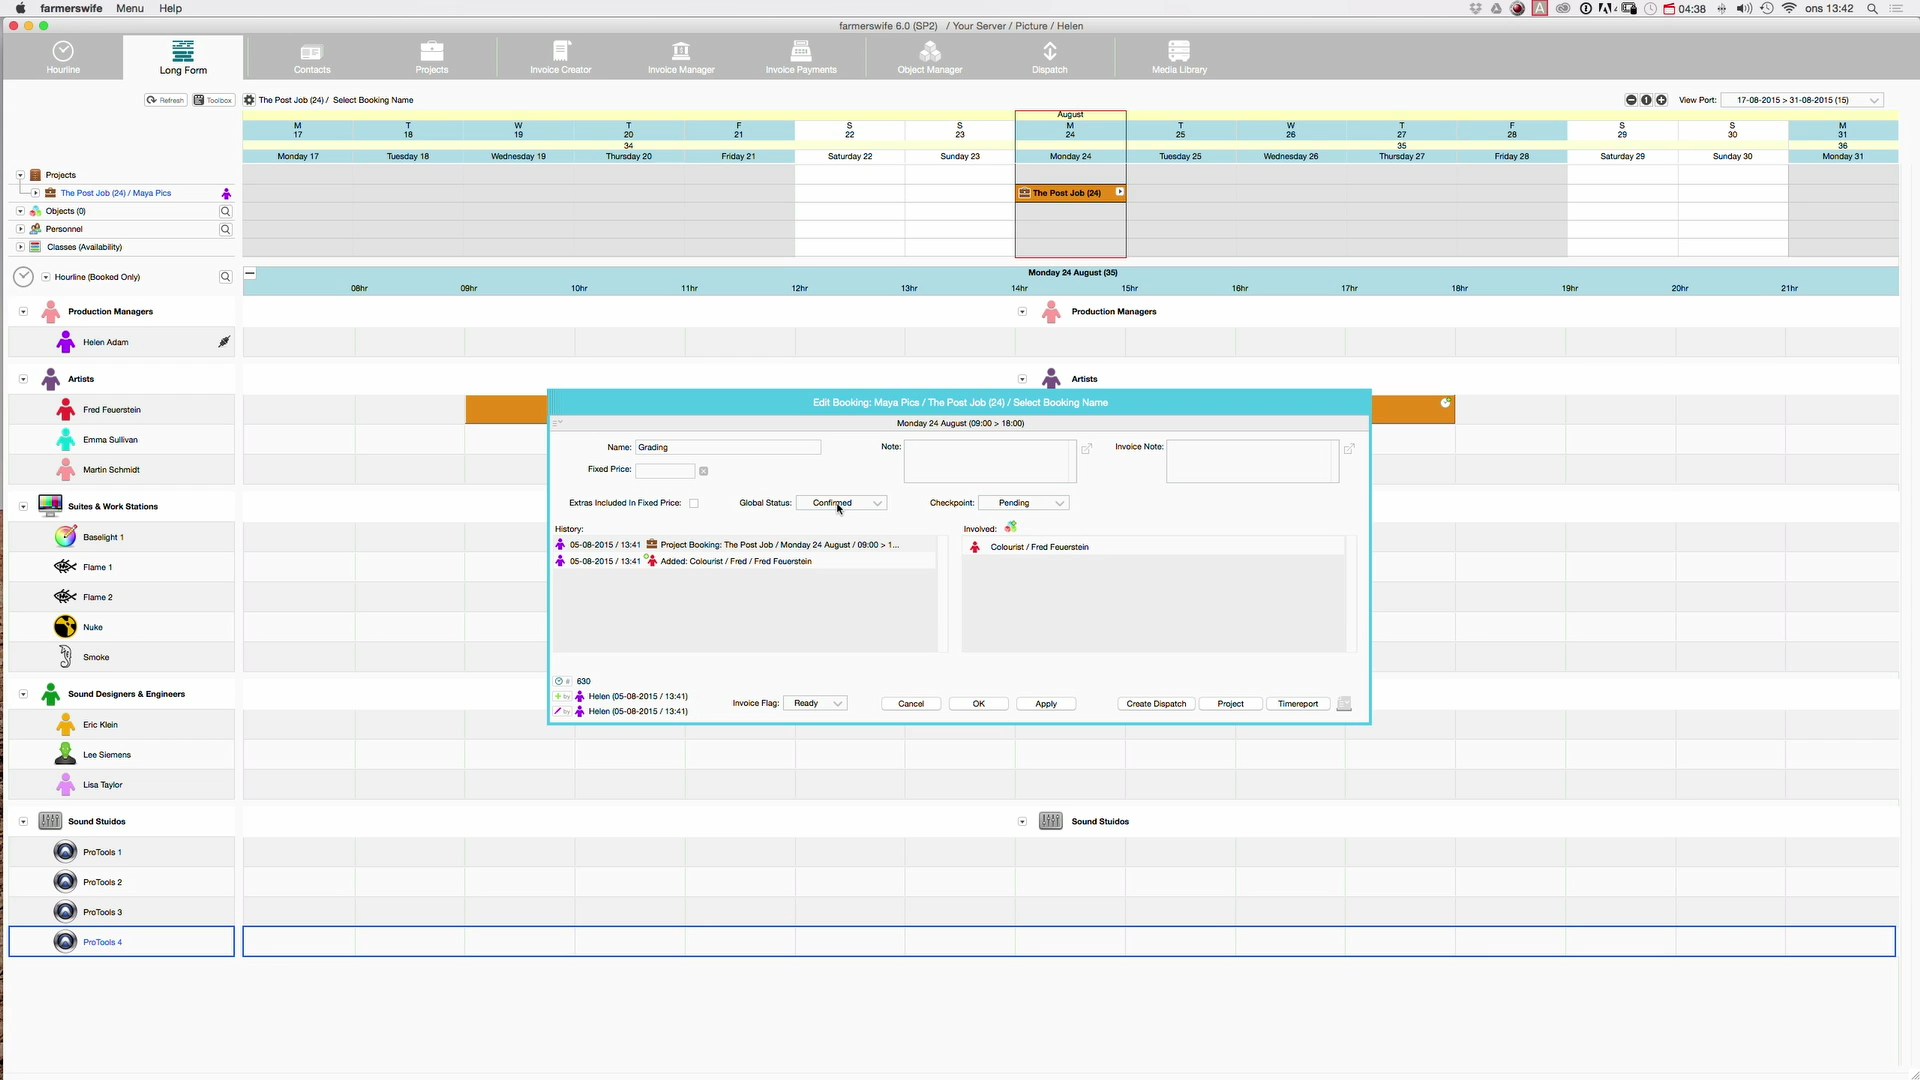 farmerswife Menu Help
04:38 ons 13:42
farmerswife 6.0 (SP2) / Your Server / Picture / Helen
Hourline Long Form Contacts Projects Invoice Creator Invoice Manager Invoice Payments Object Manager Dispatch Media Library
Refresh Toolbox The Post Job (24) / Select Booking Name View Port: 17-08-2015 > 31-08-2015 (15)
August
M T W T F S S M T W T F S S M
17 18 19 20 21 22 23 24 25 26 27 28 29 30 31
34 35 36
Monday 17 Tuesday 18 Wednesday 19 Thursday 20 Friday 21 Saturday 22 Sunday 23 Monday 24 Tuesday 25 Wednesday 26 Thursday 27 Friday 28 Saturday 29 Sunday 30 Monday 31
Projects
The Post Job (24) / Maya Pics The Post Job (24)
Objects (0)
Personnel
Classes (Availability)
Hourline (Booked Only) Monday 24 August (35)
08hr 09hr 10hr 11hr 12hr 13hr 14hr 15hr 16hr 17hr 18hr 19hr 20hr 21hr
Production Managers Production Managers
Helen Adam
Artists Artists
Fred Feuerstein
Emma Sullivan
Martin Schmidt
Suites & Work Stations
Baselight 1
Flame 1
Flame 2
Nuke
Smoke
Sound Designers & Engineers
Eric Klein
Lee Siemens
Lisa Taylor
Sound Stuidos Sound Stuidos
ProTools 1
ProTools 2
ProTools 3
ProTools 4
Edit Booking: Maya Pics / The Post Job (24) / Select Booking Name
Monday 24 August (09:00 > 18:00)
Name: Grading Note: Invoice Note:
Fixed Price:
Extras Included In Fixed Price: Global Status: Confirmed Checkpoint: Pending
History: Involved:
05-08-2015 / 13:41 Project Booking: The Post Job / Monday 24 August / 09:00 > 1... Colourist / Fred Feuerstein
05-08-2015 / 13:41 Added: Colourist / Fred / Fred Feuerstein
# 630
+ by Helen (05-08-2015 / 13:41)
by Helen (05-08-2015 / 13:41)
Invoice Flag: Ready Cancel OK Apply Create Dispatch Project Timereport